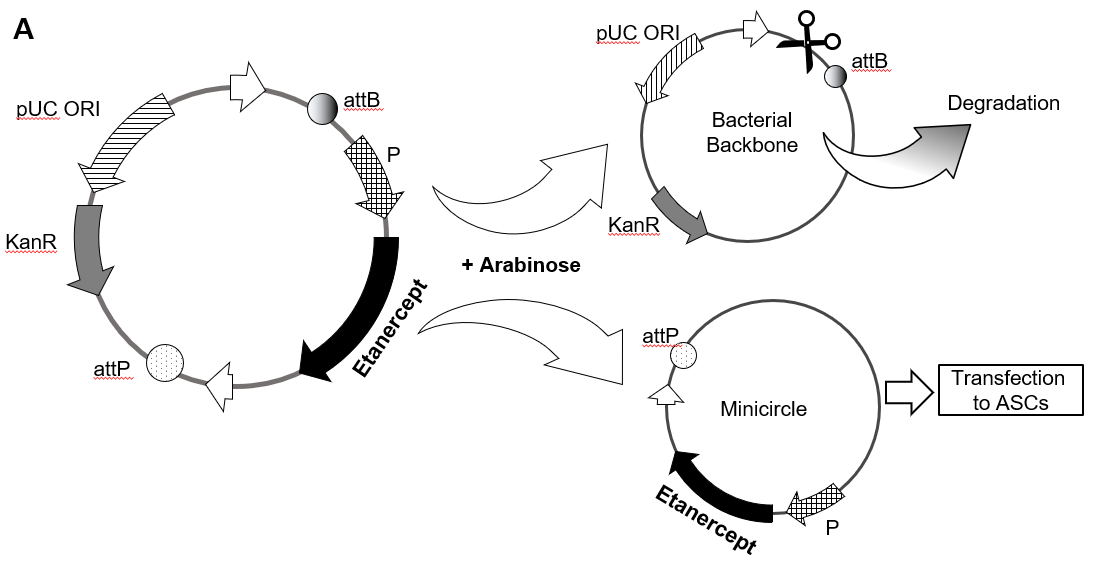 A
pUC ORI
attB
P
KanR
Etanercept
attP
+ Arabinose
pUC ORI
attB
Bacterial
Backbone
KanR
Degradation
attP
Minicircle
Etanercept
P
Transfection
to ASCs